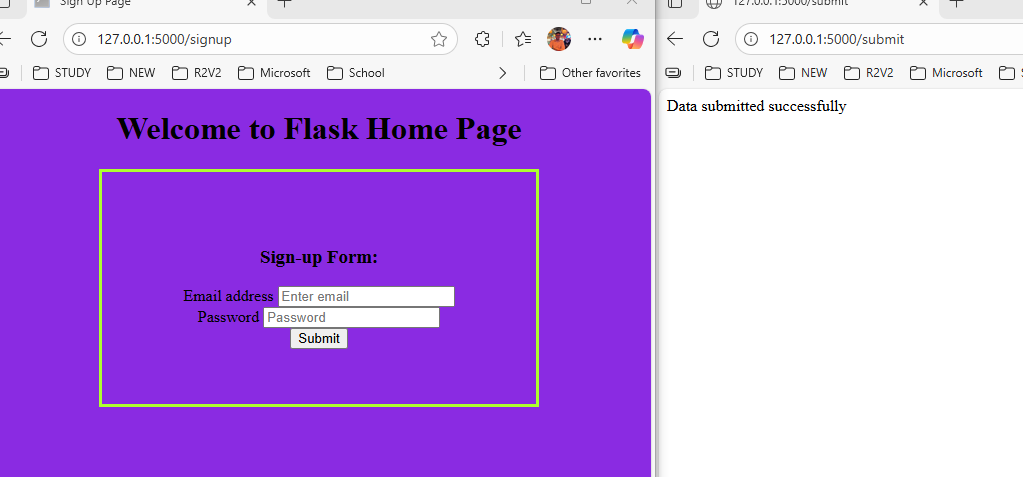 Sign Up Page
127.0.0.1:5000/signup
STUDY NEW R2V2 Microsoft School Other favorites
Welcome to Flask Home Page
Sign-up Form:
Email address Enter email
Password Password
Submit
127.0.0.1:5000/submit
127.0.0.1:5000/submit
STUDY NEW R2V2 Microsoft
Data submitted successfully